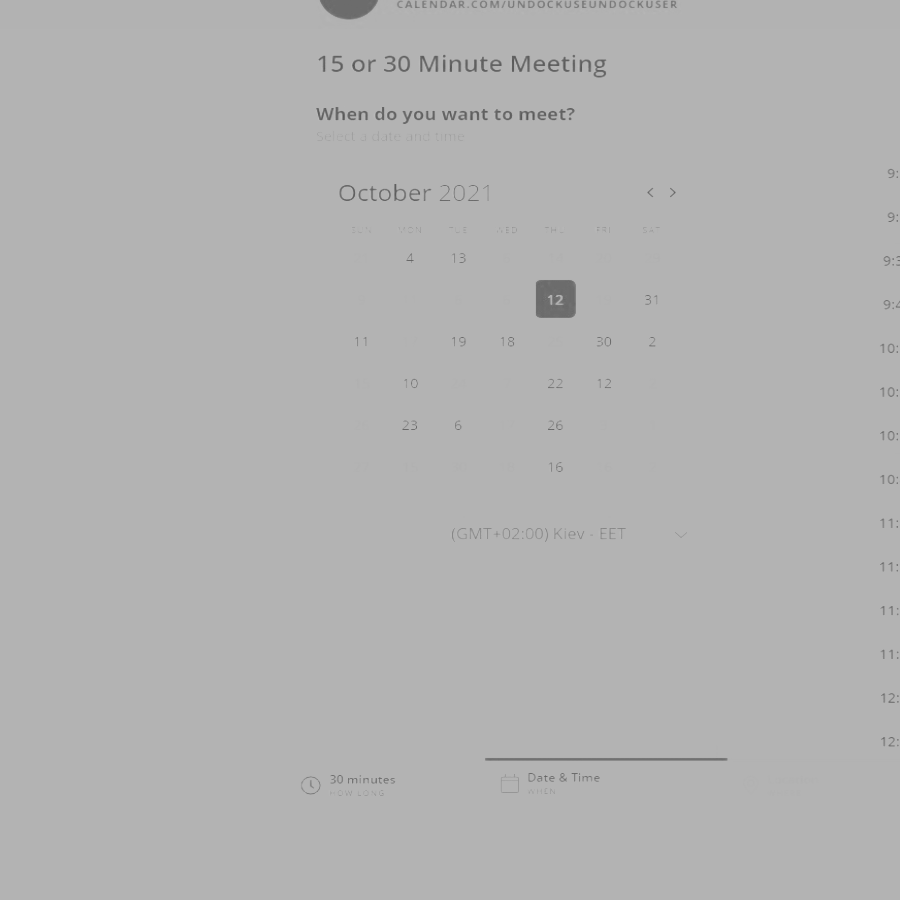 CALENDAR.COM/UNDOCKUSEUNDOCKUSER
15 or 30 Minute Meeting
When do you want to meet?
Select a date and time
October 2021
SUN MON TUE WED THU FRI SAT
4 13
12 31
11 19 18 30 2
10 22 12
23 6 26
16
(GMT+02:00) Kiev - EET
9:
9:
9:3
9:4
10:
10:
10:
10:
11:
11:
11:
11:
12:
12:
30 minutes
HOW LONG
Date & Time
WHEN